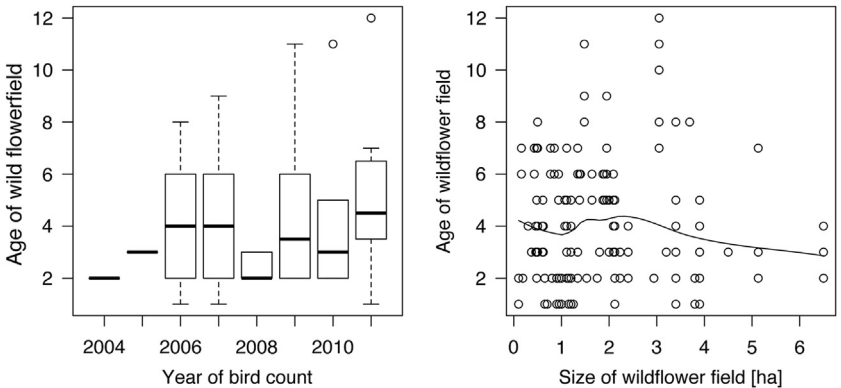 Age of wild flowerfield
12
10
8
6
4
2
2004 2006 2008 2010
Year of bird count
Age of wildflower field
12
10
8
6
4
2
0 1 2 3 4 5 6
Size of wildflower field [ha]